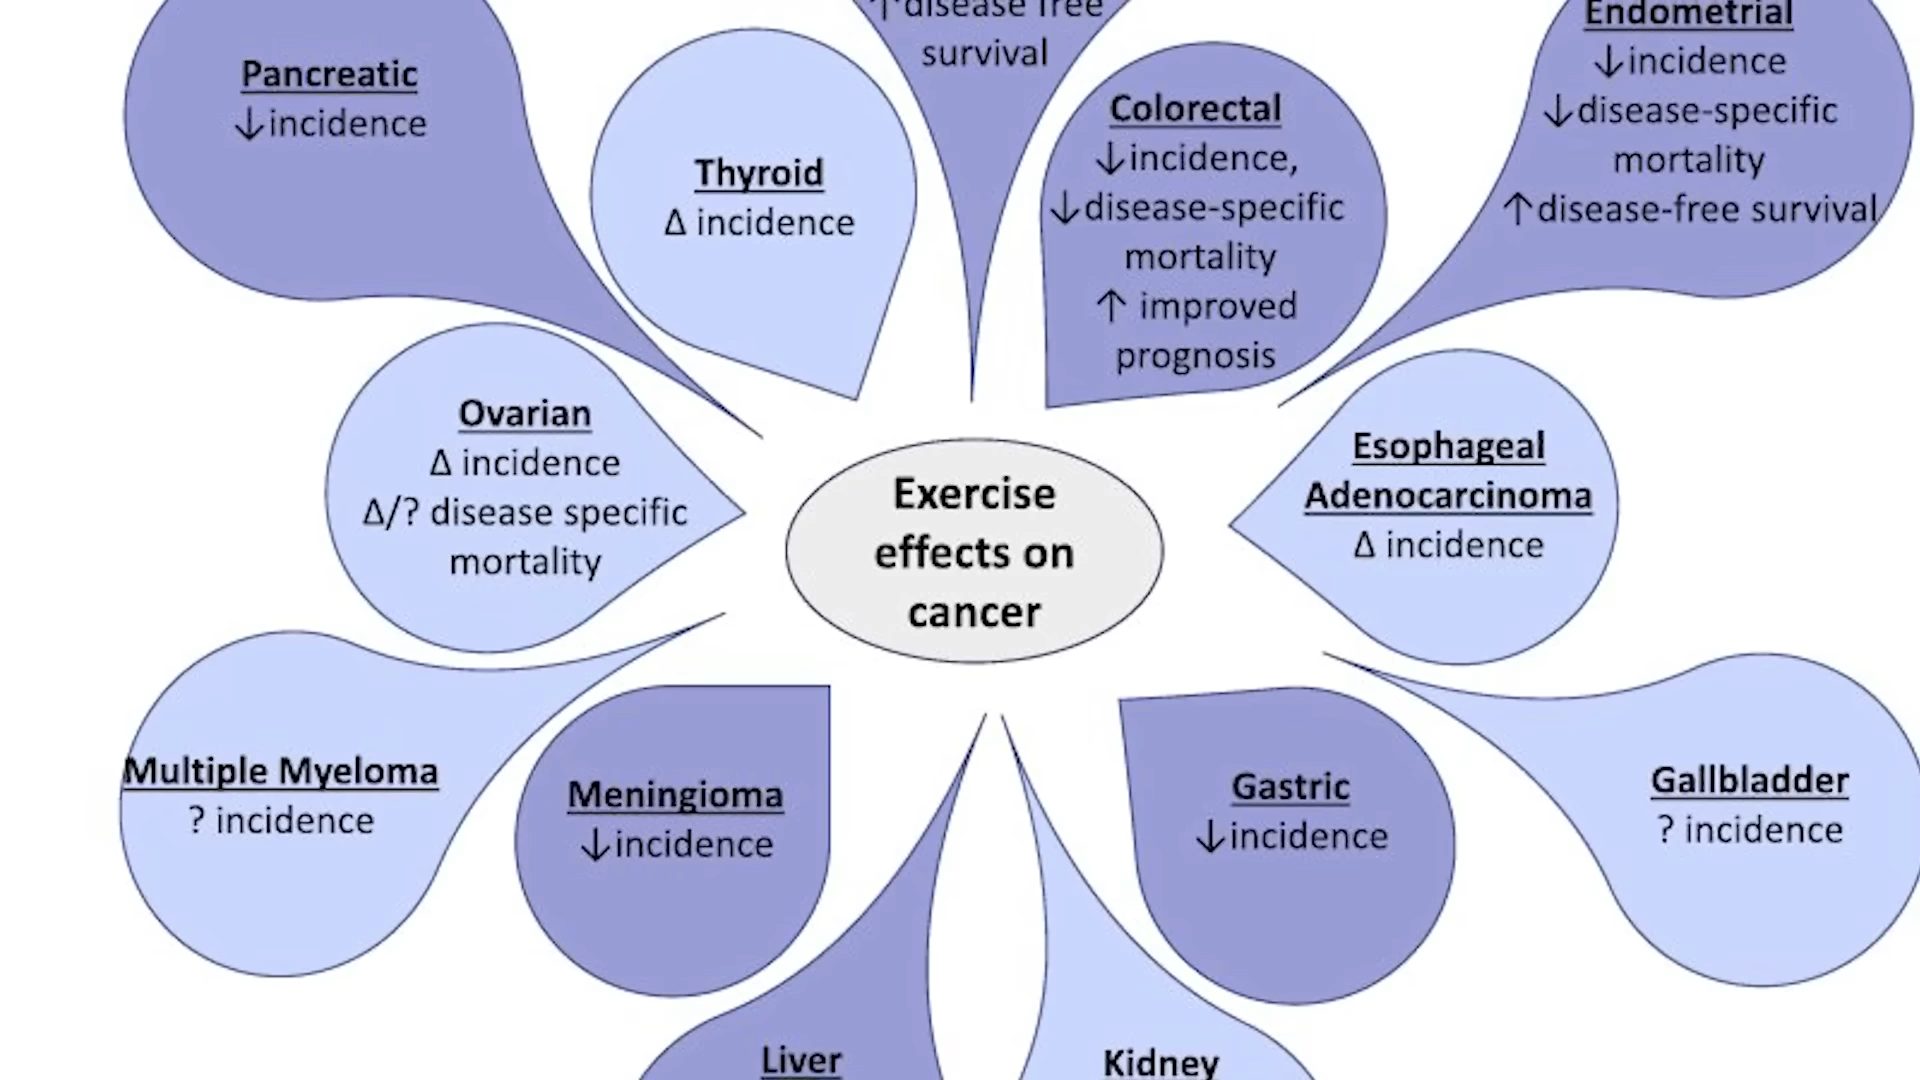 ↑disease free
survival
Endometrial
↓incidence
↓disease-specific
mortality
↑disease-free survival
Pancreatic
↓incidence
Thyroid
Δ incidence
Colorectal
↓incidence,
↓disease-specific
mortality
↑ improved
prognosis
Ovarian
Δ incidence
Δ/? disease specific
mortality
Exercise
effects on
cancer
Esophageal
Adenocarcinoma
Δ incidence
Multiple Myeloma
? incidence
Meningioma
↓incidence
Gastric
↓incidence
Gallbladder
? incidence
Liver
Kidney